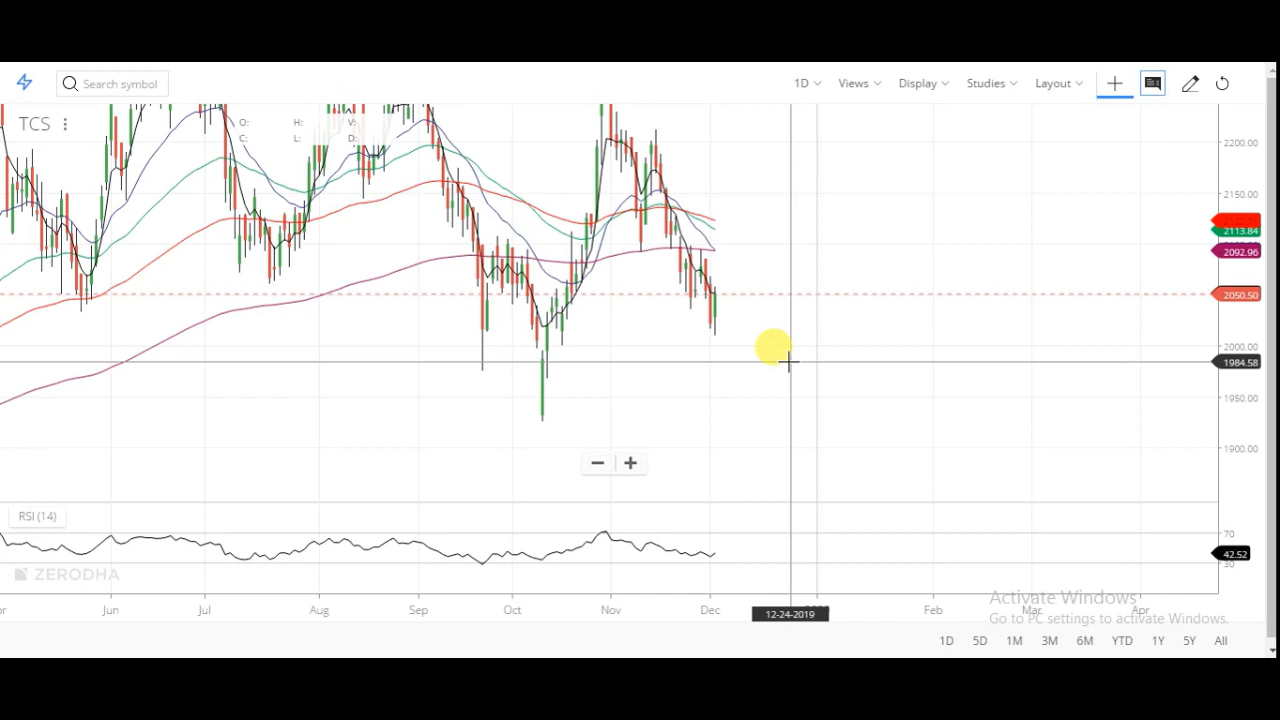 Search symbol 1D Views Display Studies Layout
TCS
O: H: V:
C: L: D:
2200.00
2150.00
2113.84
2092.96
2050.50
2000.00
1984.58
1950.00
1900.00
− +
RSI (14)
70
42.52
30
ZERODHA
Jun Jul Aug Sep Oct Nov Dec Feb Mar Apr
12-24-2019
Activate Windows
Go to PC settings to activate Windows.
1D 5D 1M 3M 6M YTD 1Y 5Y All